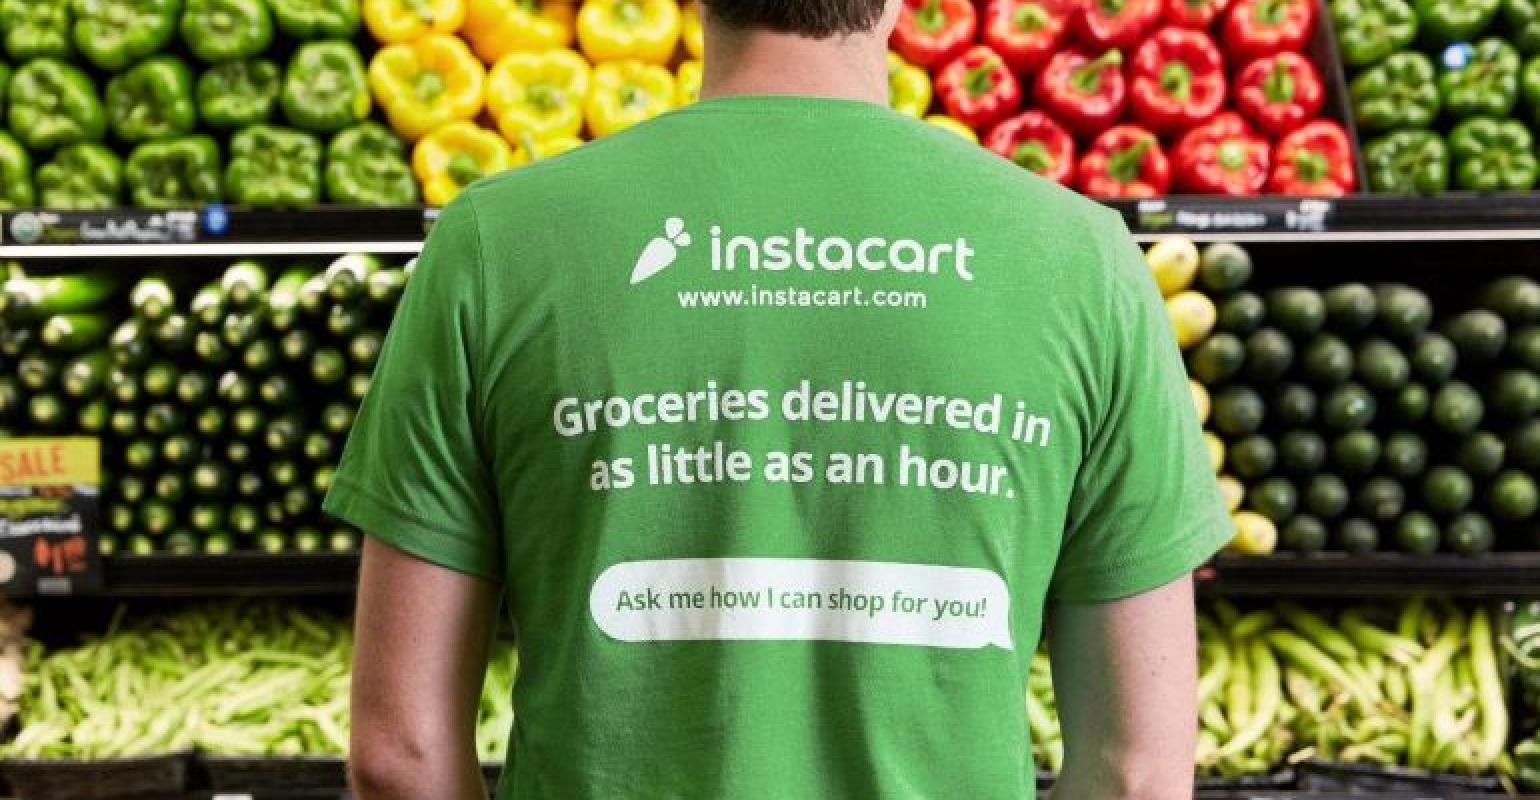 instacart
www.instacart.com
Groceries delivered in
as little as an hour.
Ask me how I can shop for you!
SALE